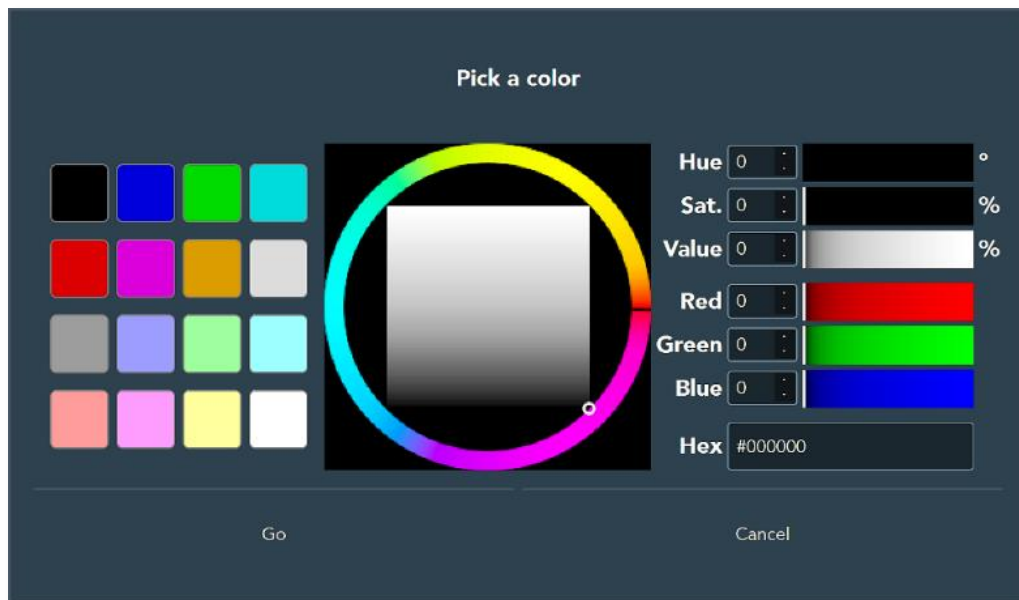 Pick a color
Hue 0 °
Sat. 0 %
Value 0 %
Red 0
Green 0
Blue 0
Hex #000000
Go
Cancel